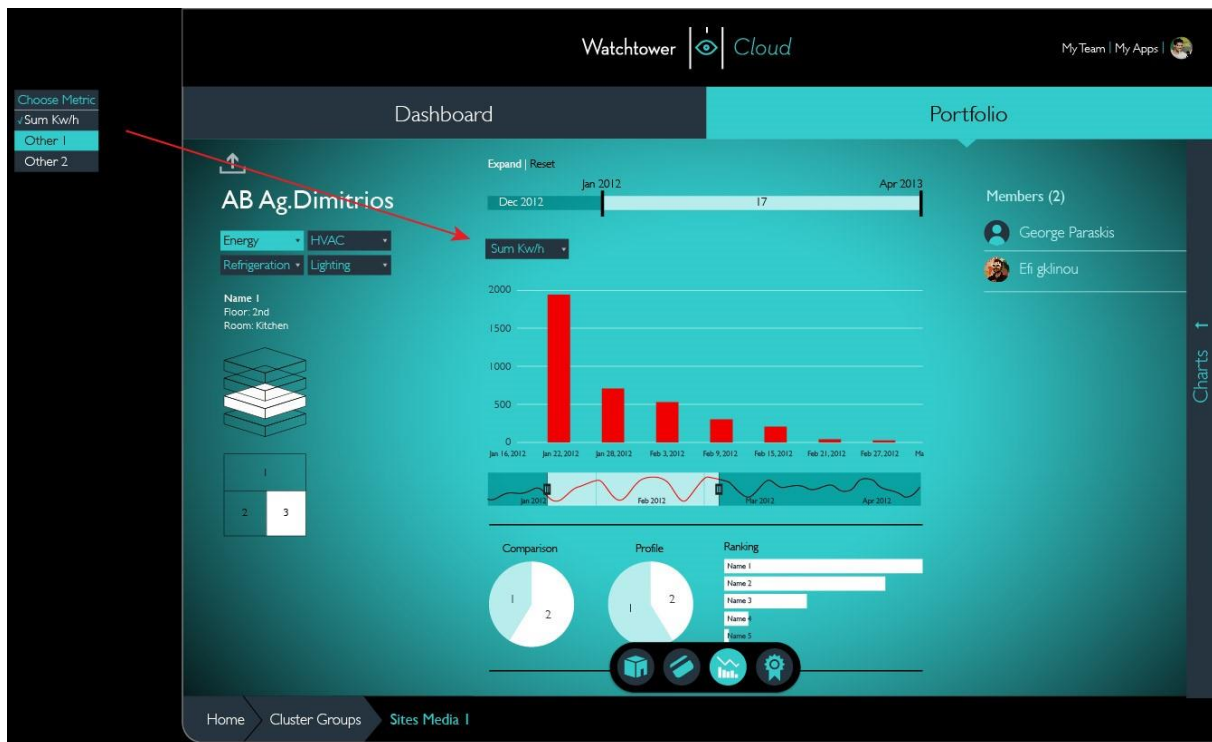 Watchtower Cloud
My Team | My Apps |
Choose Metric
✓Sum Kw/h
Other 1
Other 2
Dashboard
Portfolio
AB Ag.Dimitrios
Energy HVAC
Refrigeration Lighting
Name 1
Floor: 2nd
Room: Kitchen
1
2 3
Expand | Reset
Jan 2012 Apr 2013
Dec 2012 17
Sum Kw/h
2000
1500
1000
500
0
Jan 16, 2012 Jan 22, 2012 Jan 28, 2012 Feb 3, 2012 Feb 9, 2012 Feb 15, 2012 Feb 21, 2012 Feb 27, 2012 Ma
Jan 2012 Feb 2012 Mar 2012 Apr 2012
Comparison
1 2
Profile
1 2
Ranking
Name 1
Name 2
Name 3
Name 4
Name 5
Members (2)
George Paraskis
Efi gklinou
Charts
Home Cluster Groups Sites Media 1